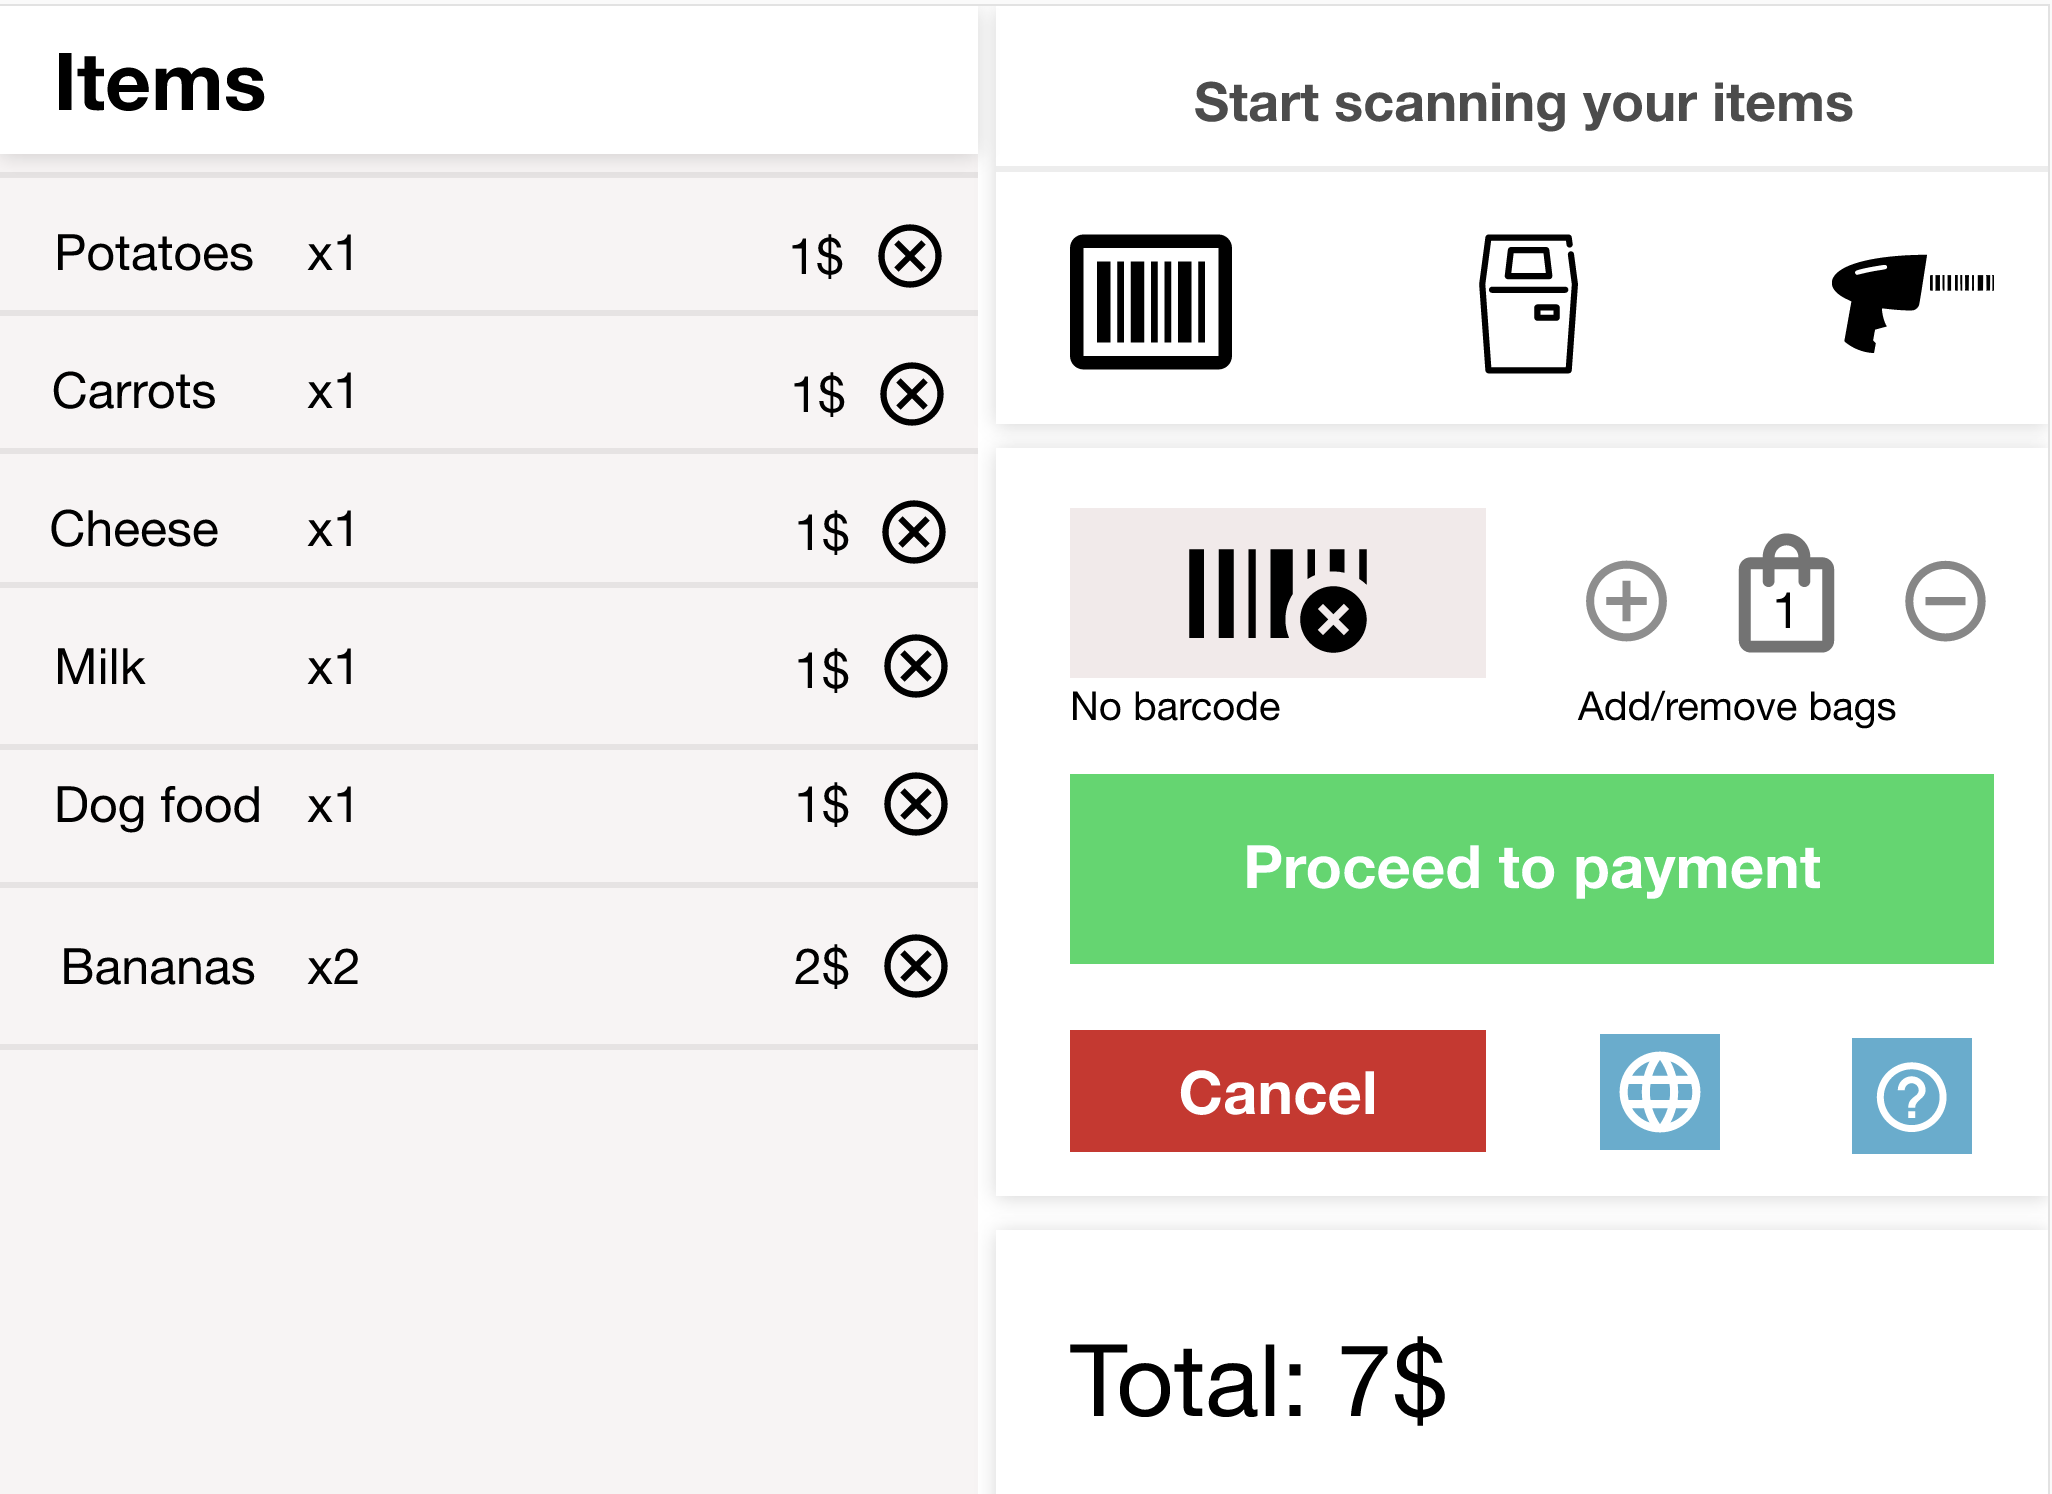 Items
Potatoes x1 1$
Carrots x1 1$
Cheese x1 1$
Milk x1 1$
Dog food x1 1$
Bananas x2 2$
Start scanning your items
1
No barcode
Add/remove bags
Proceed to payment
Cancel
?
Total: 7$